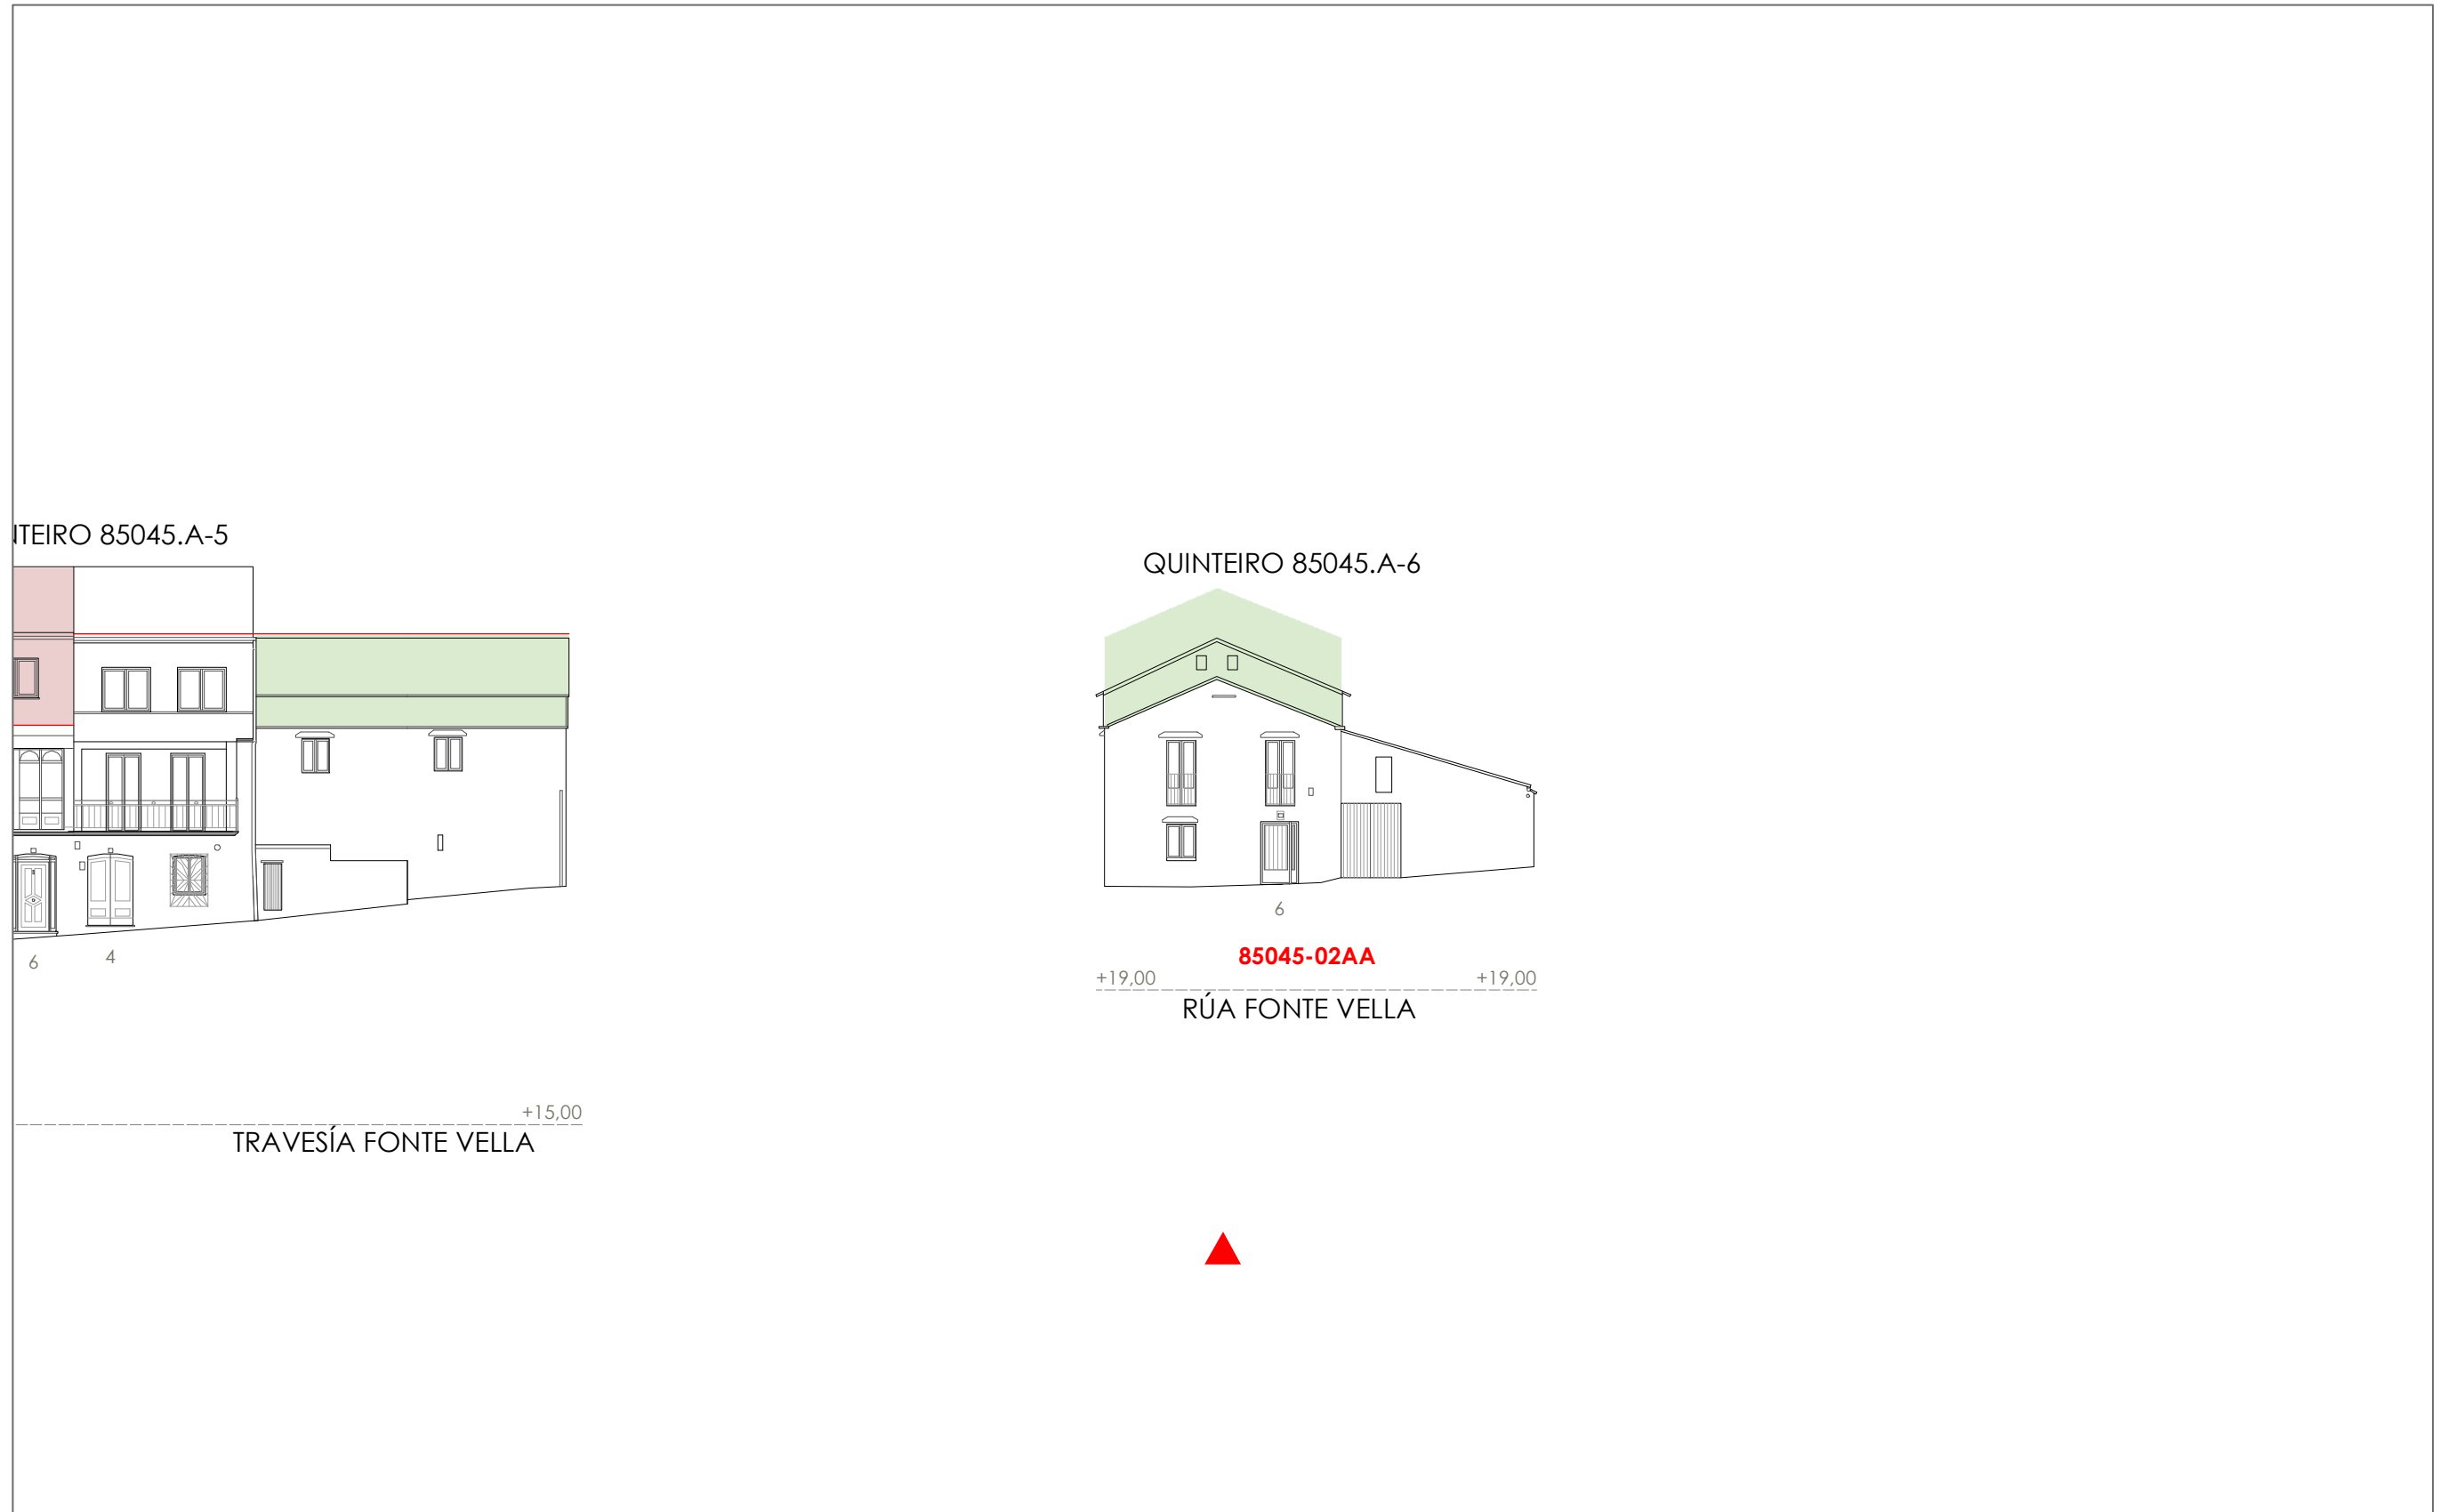 NTEIRO 85045.A-5
6
4
+15,00
TRAVESÍA FONTE VELLA
QUINTEIRO 85045.A-6
6
85045-02AA
+19,00 +19,00
RÚA FONTE VELLA